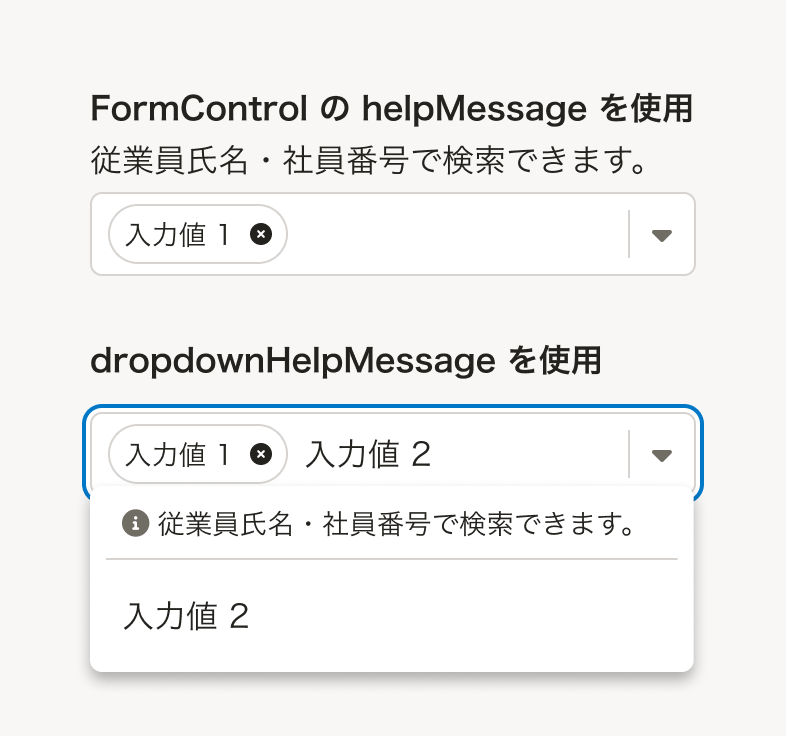 FormControl の helpMessage を使用
従業員氏名・社員番号で検索できます。
入力値 1
dropdownHelpMessage を使用
入力値 1 入力値 2
従業員氏名・社員番号で検索できます。
入力値 2